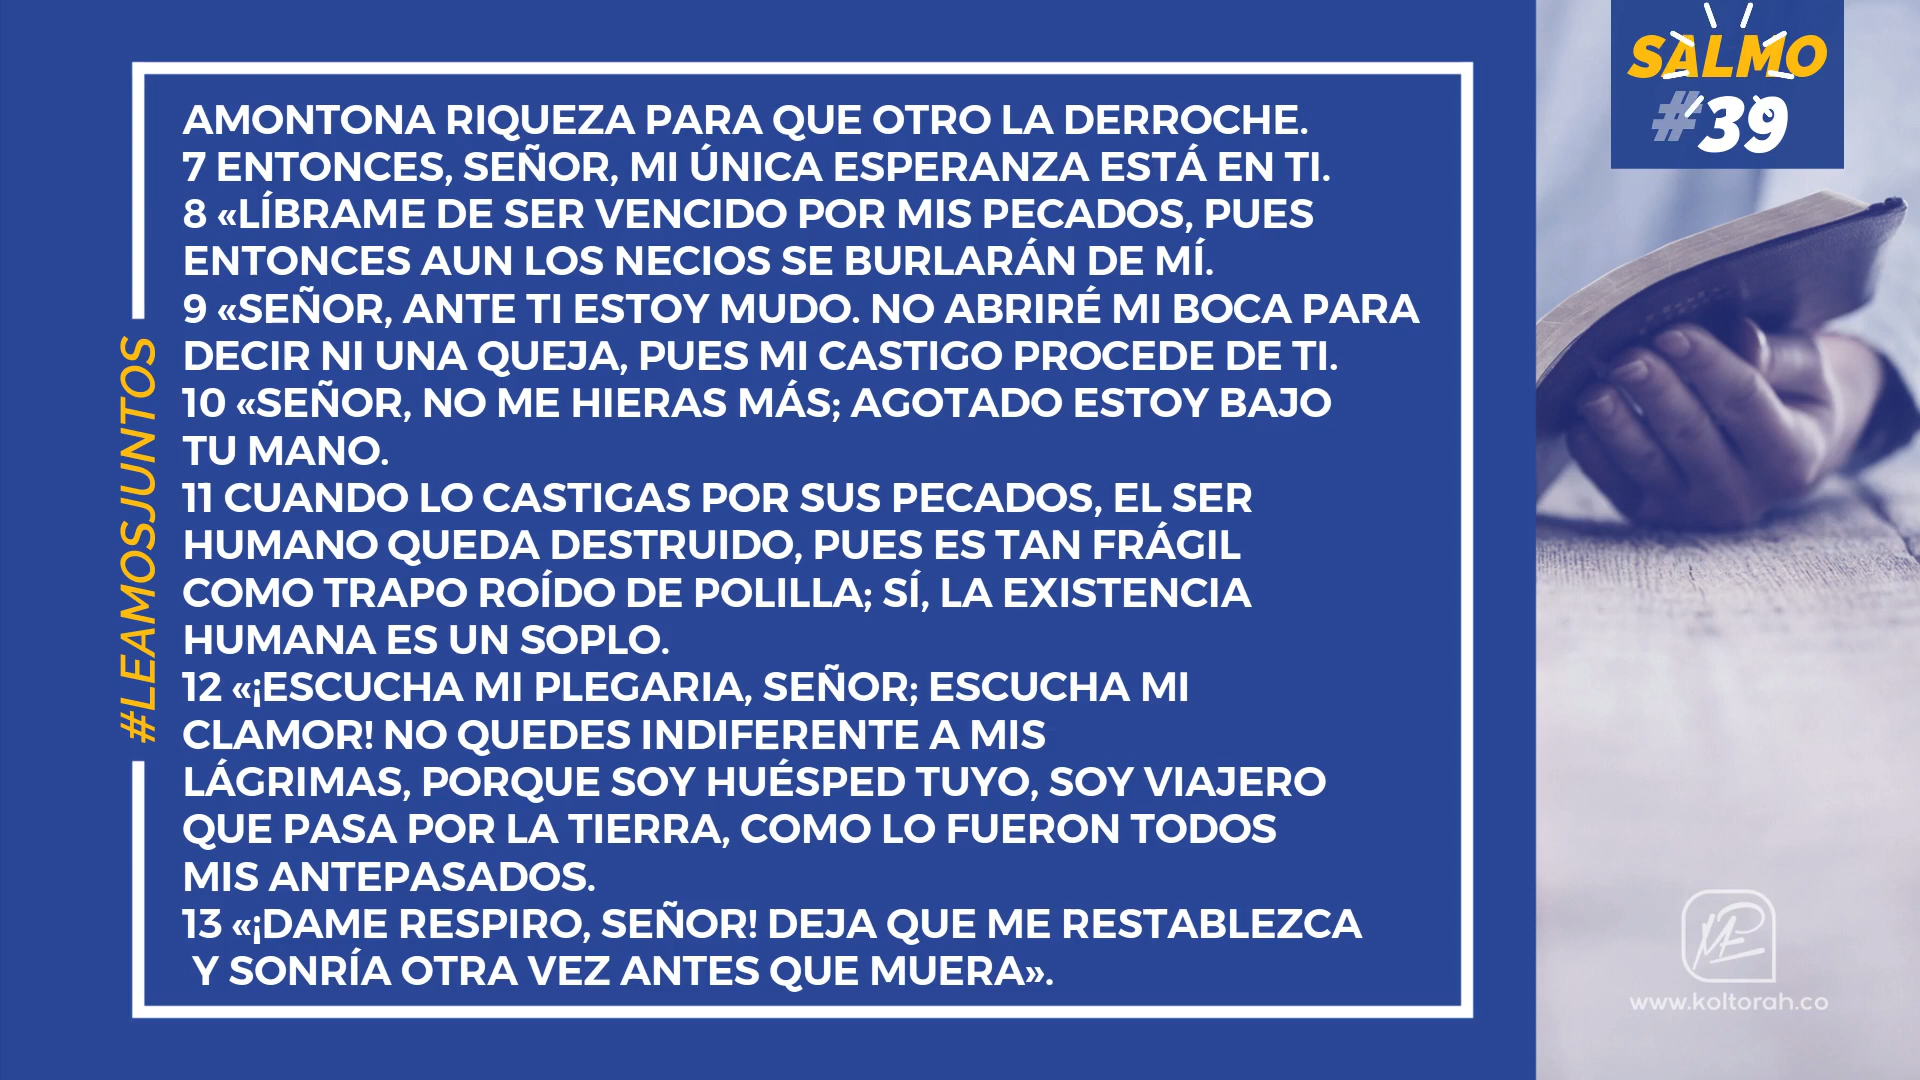 AMONTONA RIQUEZA PARA QUE OTRO LA DERROCHE.
7 ENTONCES, SEÑOR, MI ÚNICA ESPERANZA ESTÁ EN TI.
8 «LÍBRAME DE SER VENCIDO POR MIS PECADOS, PUES
ENTONCES AUN LOS NECIOS SE BURLARÁN DE MÍ.
9 «SEÑOR, ANTE TI ESTOY MUDO. NO ABRIRÉ MI BOCA PARA
DECIR NI UNA QUEJA, PUES MI CASTIGO PROCEDE DE TI.
10 «SEÑOR, NO ME HIERAS MÁS; AGOTADO ESTOY BAJO
TU MANO.
11 CUANDO LO CASTIGAS POR SUS PECADOS, EL SER
HUMANO QUEDA DESTRUIDO, PUES ES TAN FRÁGIL
COMO TRAPO ROÍDO DE POLILLA; SÍ, LA EXISTENCIA
HUMANA ES UN SOPLO.
12 «¡ESCUCHA MI PLEGARIA, SEÑOR; ESCUCHA MI
CLAMOR! NO QUEDES INDIFERENTE A MIS
LÁGRIMAS, PORQUE SOY HUÉSPED TUYO, SOY VIAJERO
QUE PASA POR LA TIERRA, COMO LO FUERON TODOS
MIS ANTEPASADOS.
13 «¡DAME RESPIRO, SEÑOR! DEJA QUE ME RESTABLEZCA
Y SONRÍA OTRA VEZ ANTES QUE MUERA».
#LEAMOSJUNTOS
SALMO
#39
www.koltorah.co